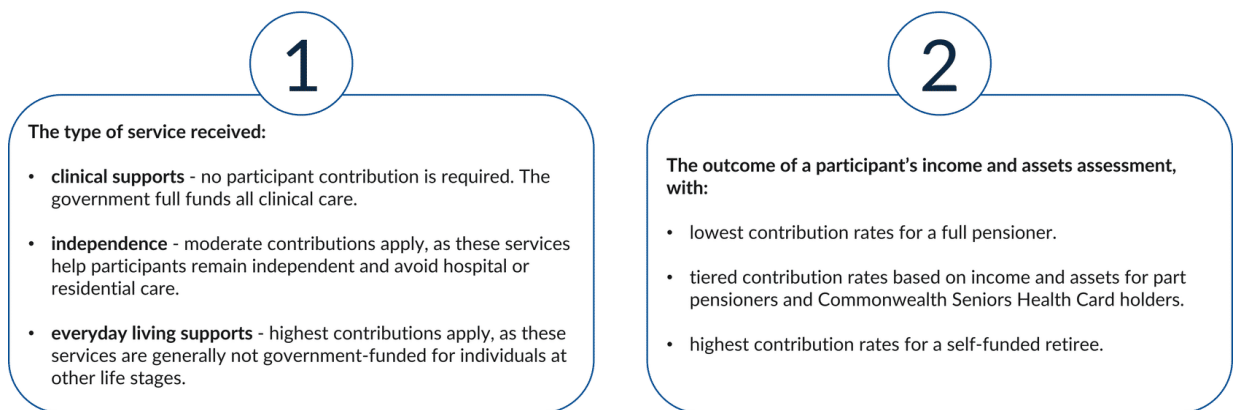 1
The type of service received:
• clinical supports - no participant contribution is required. The
government full funds all clinical care.
• independence - moderate contributions apply, as these services
help participants remain independent and avoid hospital or
residential care.
• everyday living supports - highest contributions apply, as these
services are generally not government-funded for individuals at
other life stages.
2
The outcome of a participant’s income and assets assessment,
with:
• lowest contribution rates for a full pensioner.
• tiered contribution rates based on income and assets for part
pensioners and Commonwealth Seniors Health Card holders.
• highest contribution rates for a self-funded retiree.